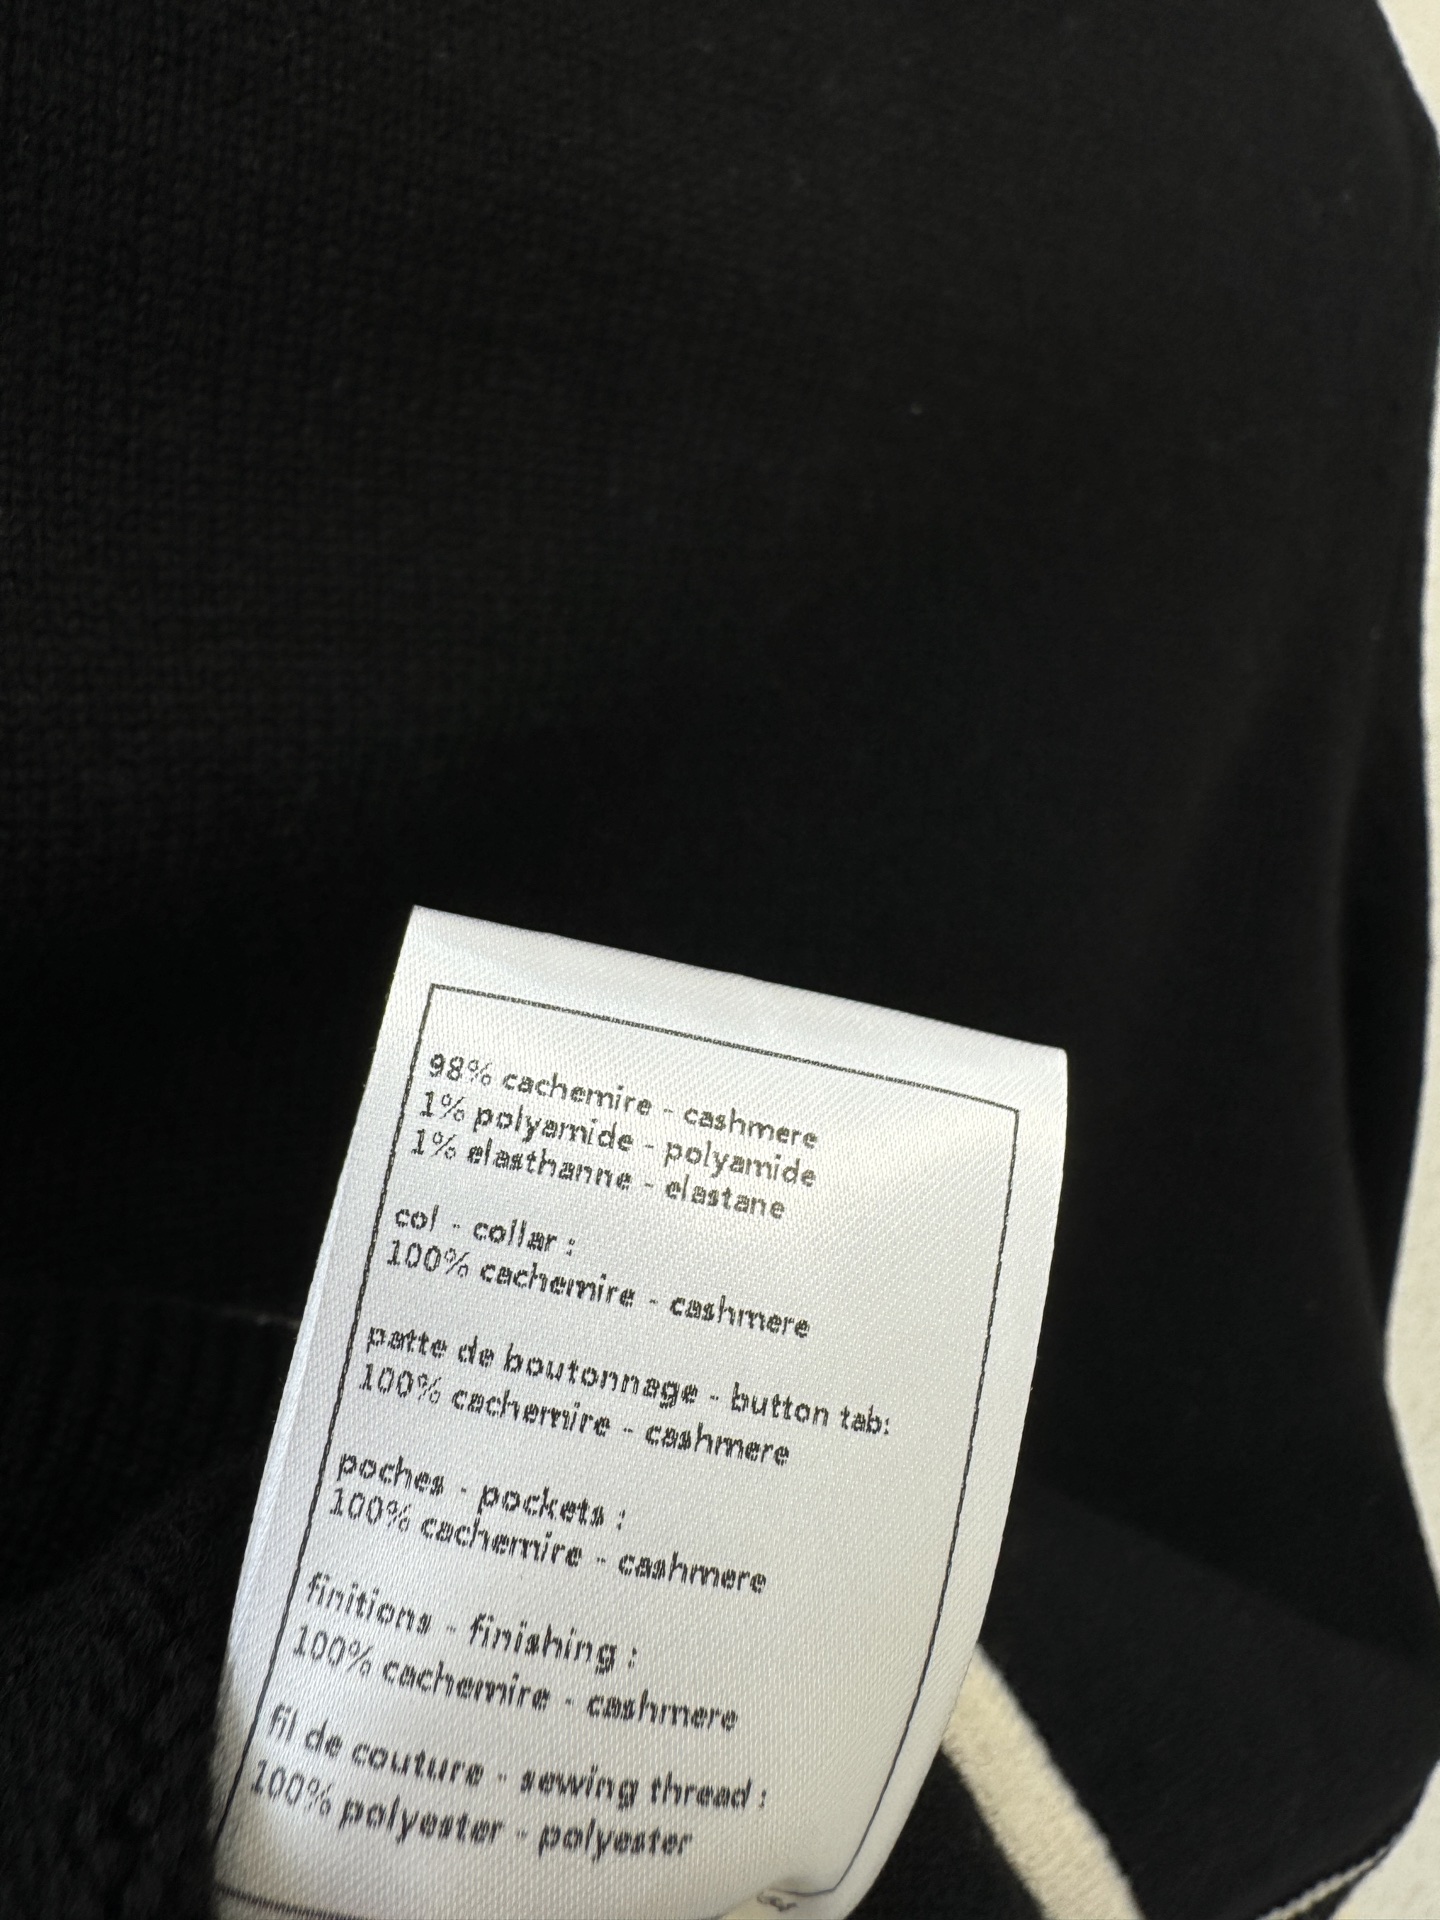 98% cachemire - cashmere
1% polyamide - polyamide
1% elasthanne - elastane
col - collar :
100% cachemire - cashmere
patte de boutonnage - button tab:
100% cachemire - cashmere
poches - pockets :
100% cachemire - cashmere
finitions - finishing :
100% cachemire - cashmere
fil de couture - sewing thread :
100% polyester - polyester